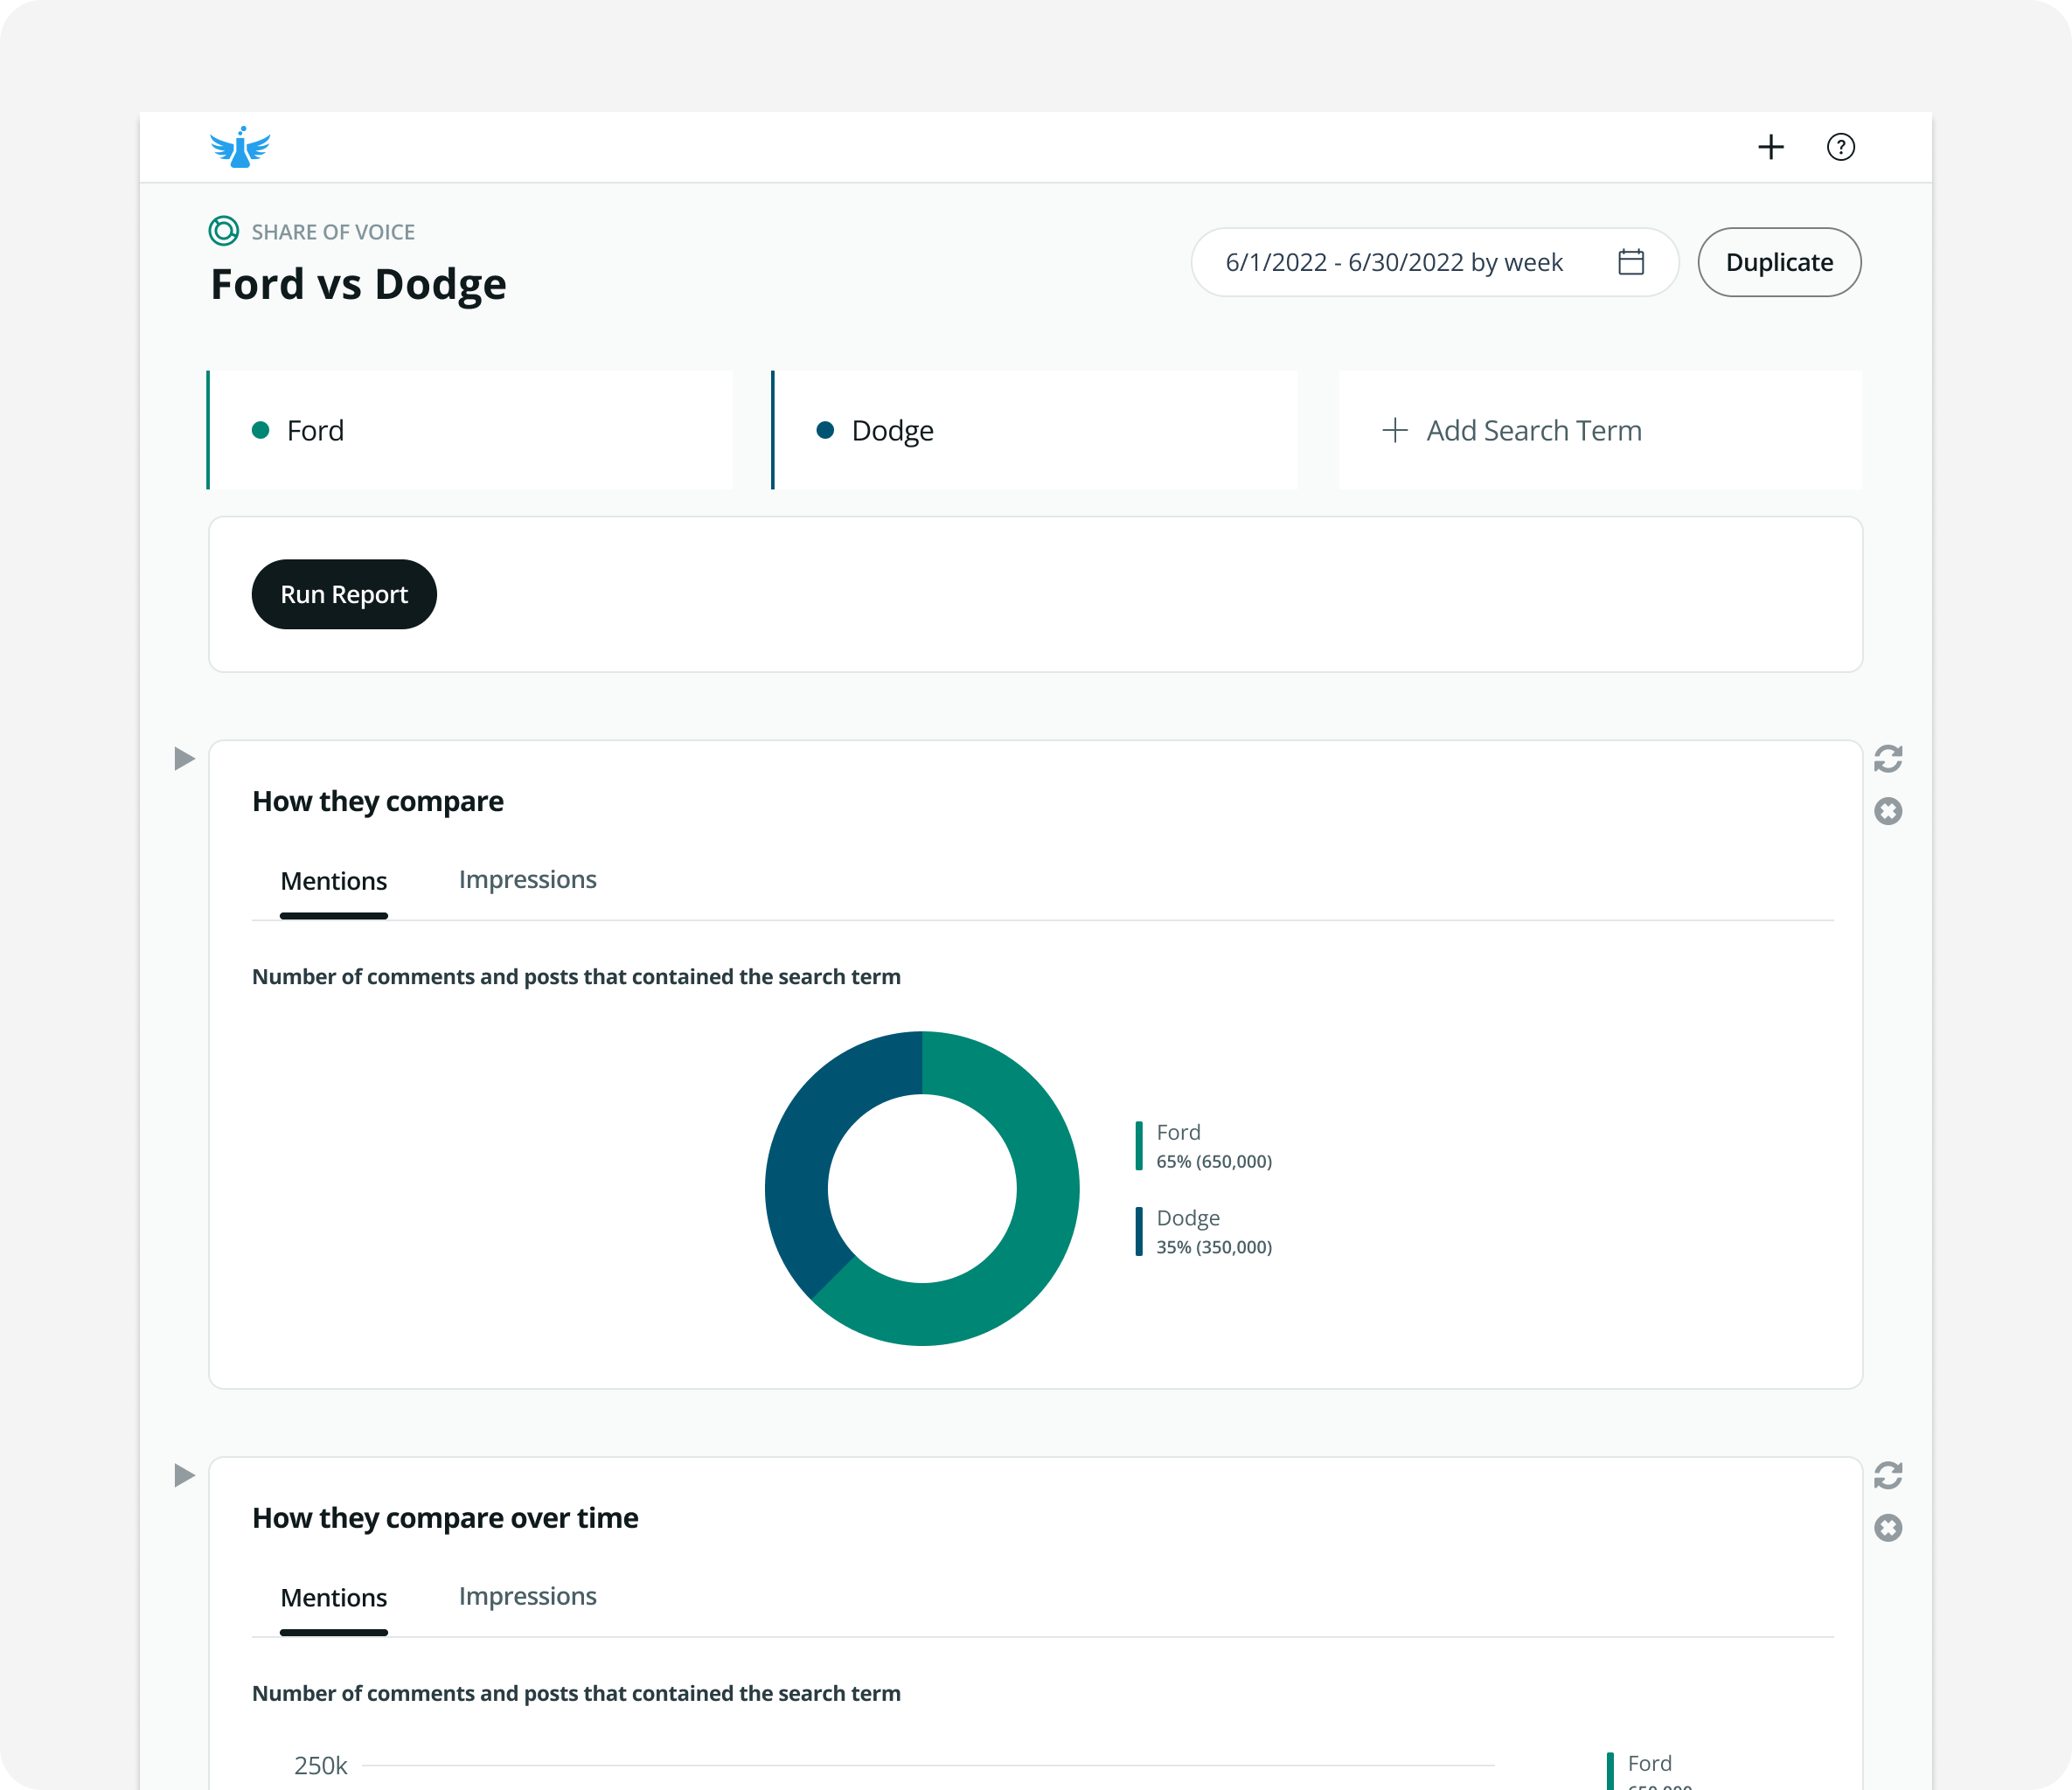 SHARE OF VOICE
Ford vs Dodge
6/1/2022 - 6/30/2022 by week
Duplicate
Ford
Dodge
Add Search Term
Run Report
How they compare
Mentions
Impressions
Number of comments and posts that contained the search term
Ford
65% (650,000)
Dodge
35% (350,000)
How they compare over time
Mentions
Impressions
Number of comments and posts that contained the search term
250k
Ford
650,000